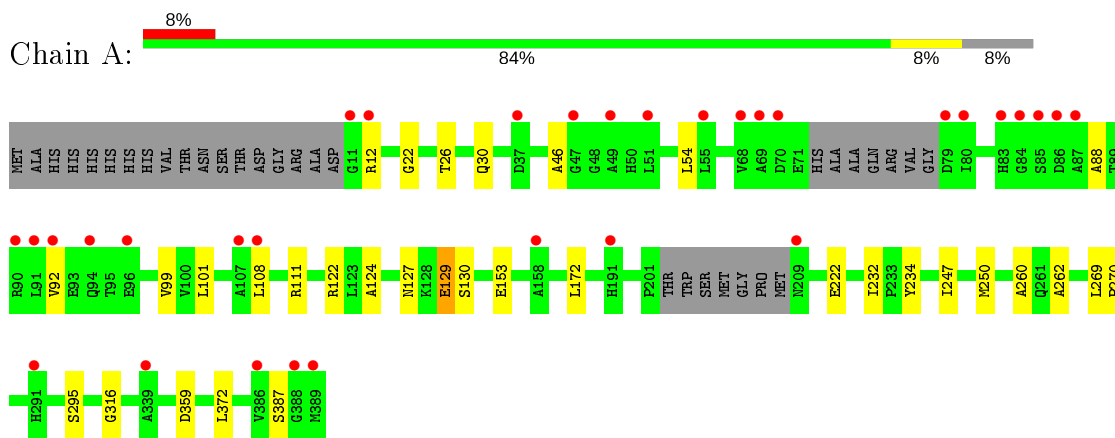 8%
Chain A:
84% 8% 8%
MET ALA HIS HIS HIS HIS HIS HIS VAL THR ASN SER THR ASP GLY ARG ALA ASP G11 R12 G22 T26 Q30 D37 A46 G47 G48 A49 H50 L51 L54 L55 V68 A69 D70 E71 HIS ALA ALA GLN ARG VAL GLY D79 I80 H83 G84 S85 D86 A87 A88 T89
R90 L91 V92 E93 Q94 T95 E96 V99 V100 L101 A107 L108 R111 R122 L123 A124 N127 K128 E129 S130 E153 A158 L172 H191 P201 THR TRP SER MET GLY PRO MET N209 E222 I232 P233 Y234 I247 M250 A260 Q261 A262 L269
H291 S295 G316 A339 D359 L372 V386 S387 G388 M389